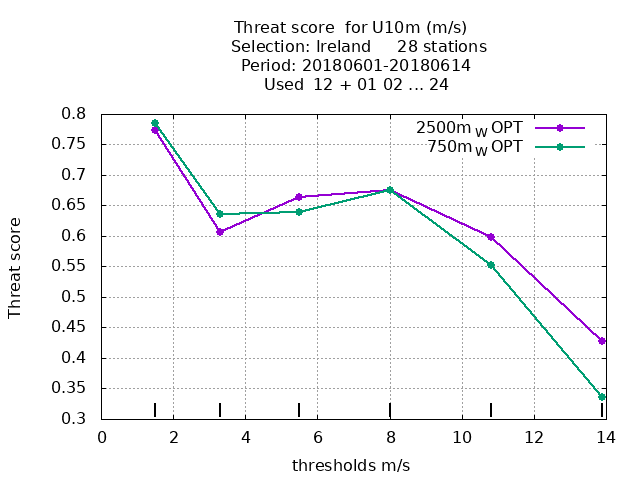 Threat score  for U10m (m/s)
Selection: Ireland     28 stations
Period: 20180601-20180614
Used  12 + 01 02 ... 24
2500m W OPT
750m W OPT
0.8
0.75
0.7
0.65
0.6
0.55
0.5
0.45
0.4
0.35
0.3
Threat score
0 2 4 6 8 10 12 14
thresholds m/s